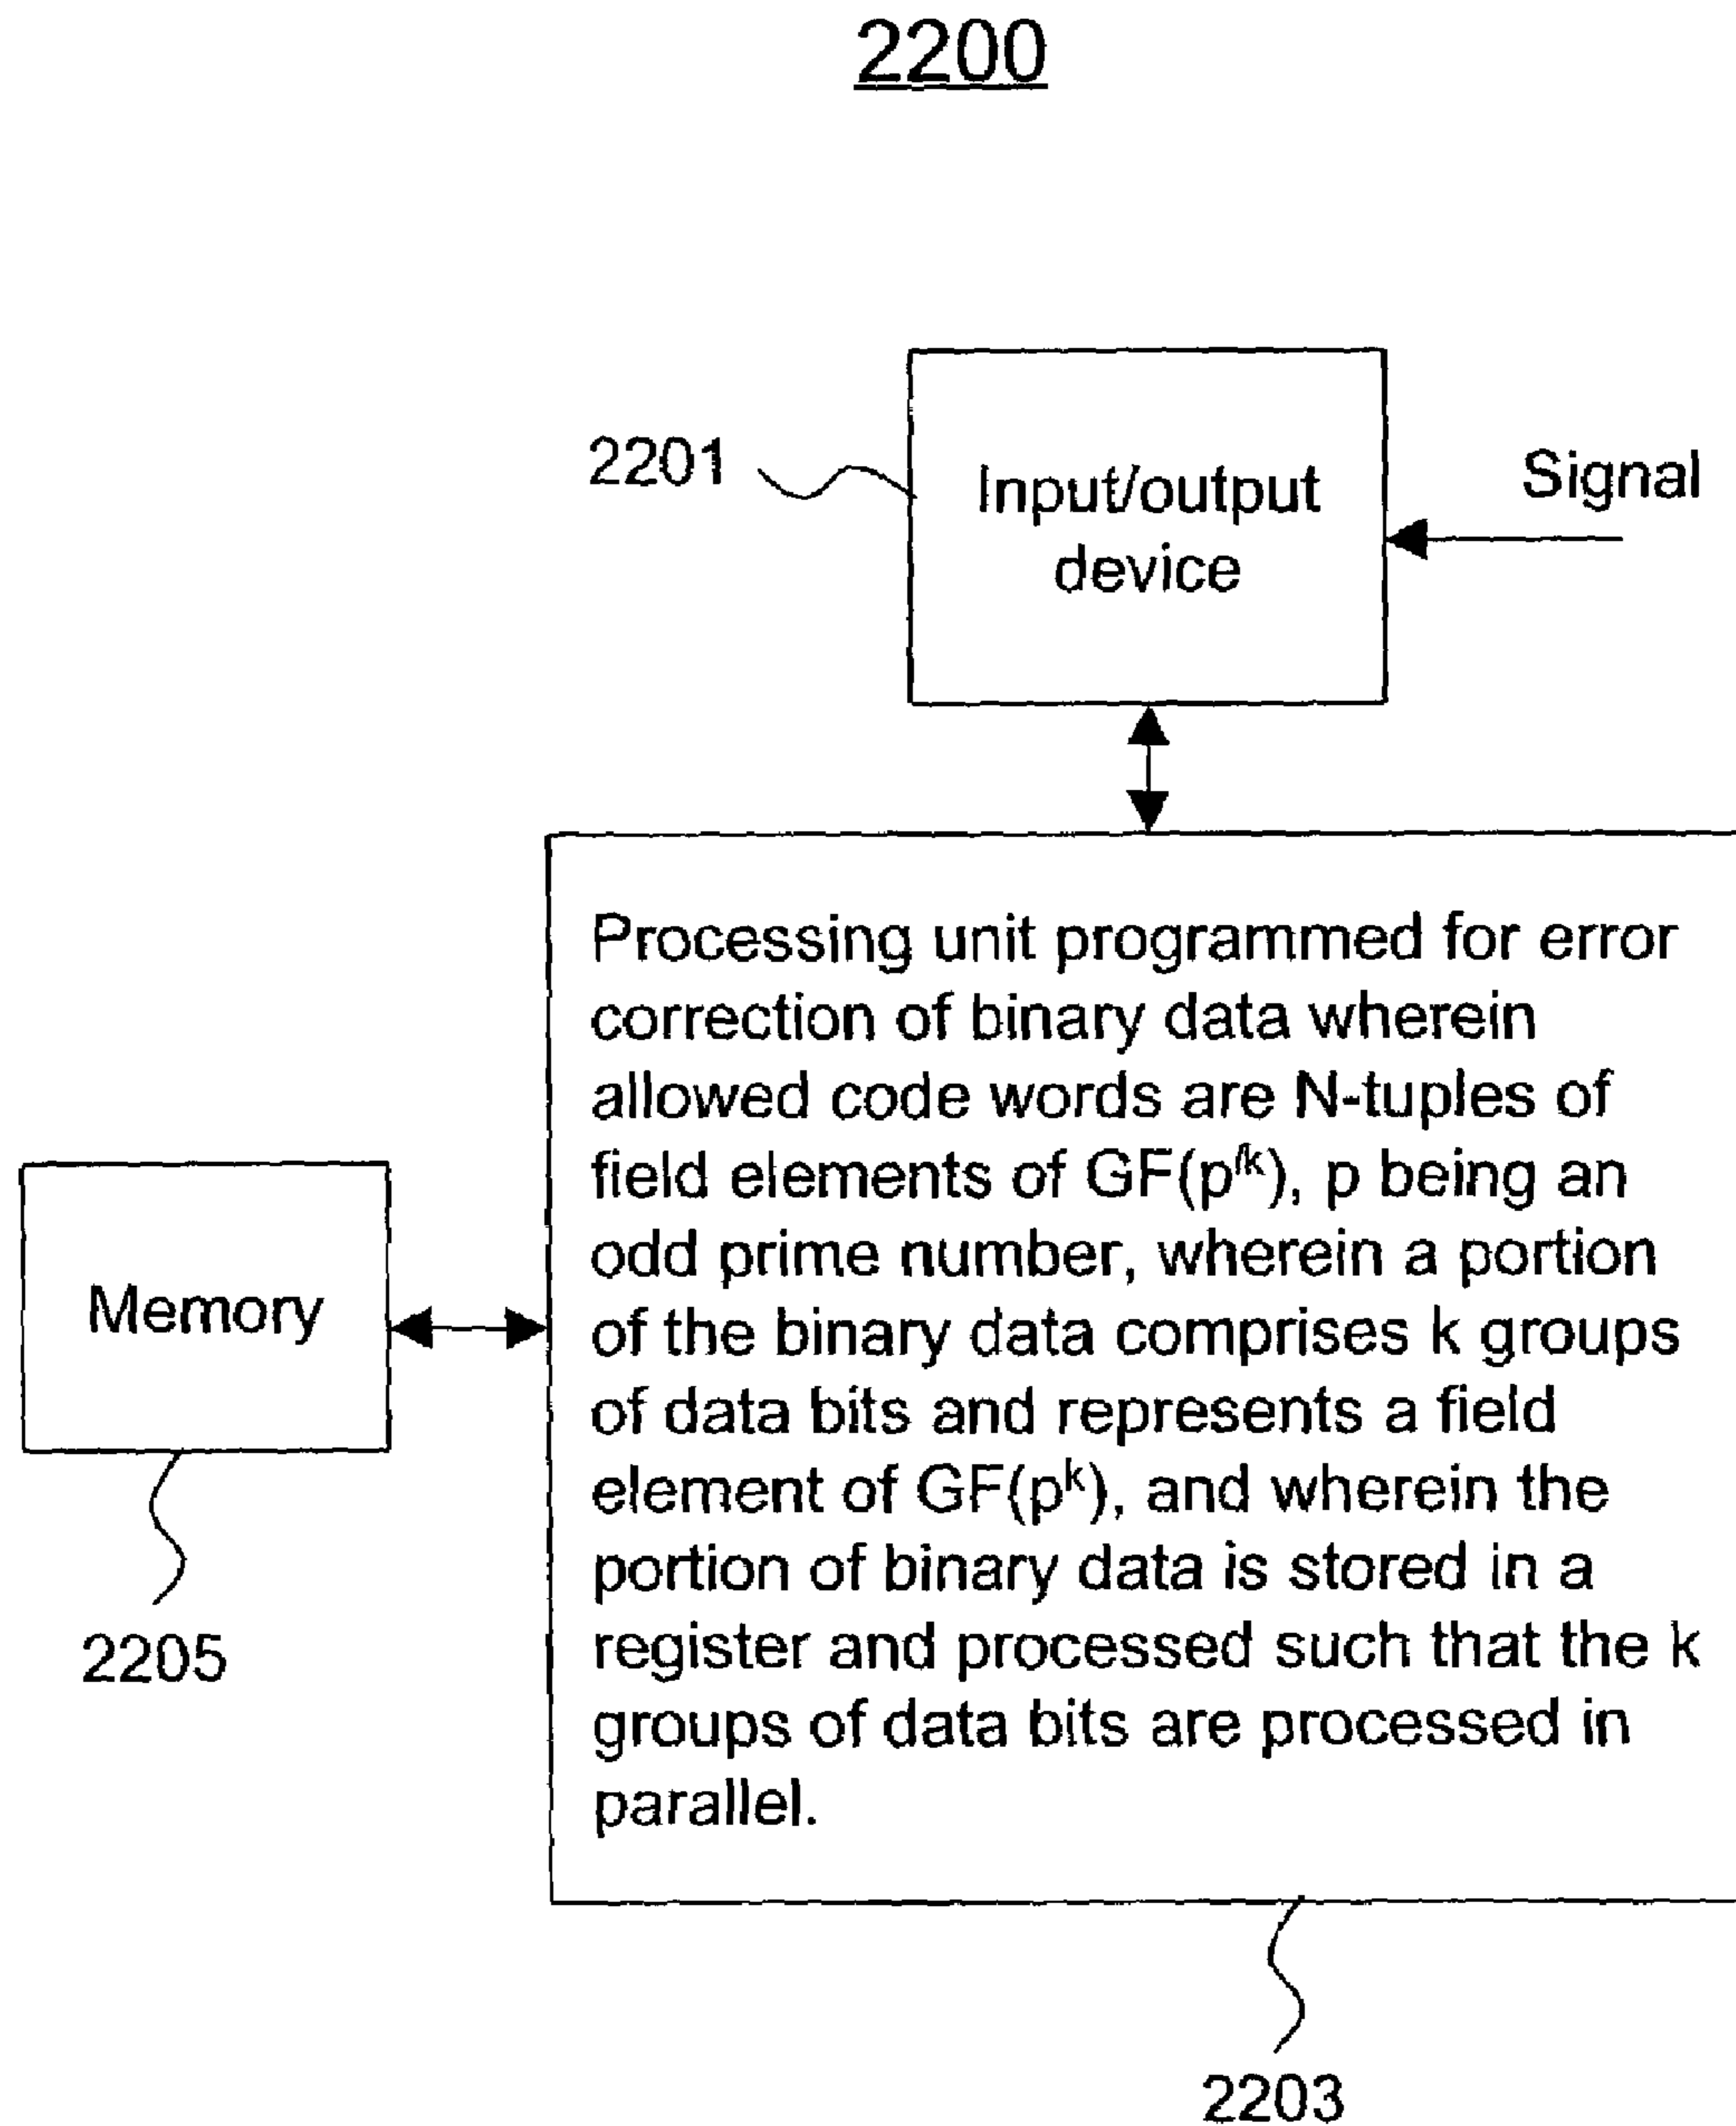 2200
2201
Input/output
device
Signal
Processing unit programmed for error
correction of binary data wherein
allowed code words are N-tuples of
field elements of GF(p^k), p being an
odd prime number, wherein a portion
of the binary data comprises k groups
of data bits and represents a field
element of GF(p^k), and wherein the
portion of binary data is stored in a
register and processed such that the k
groups of data bits are processed in
parallel.
Memory
2205
2203